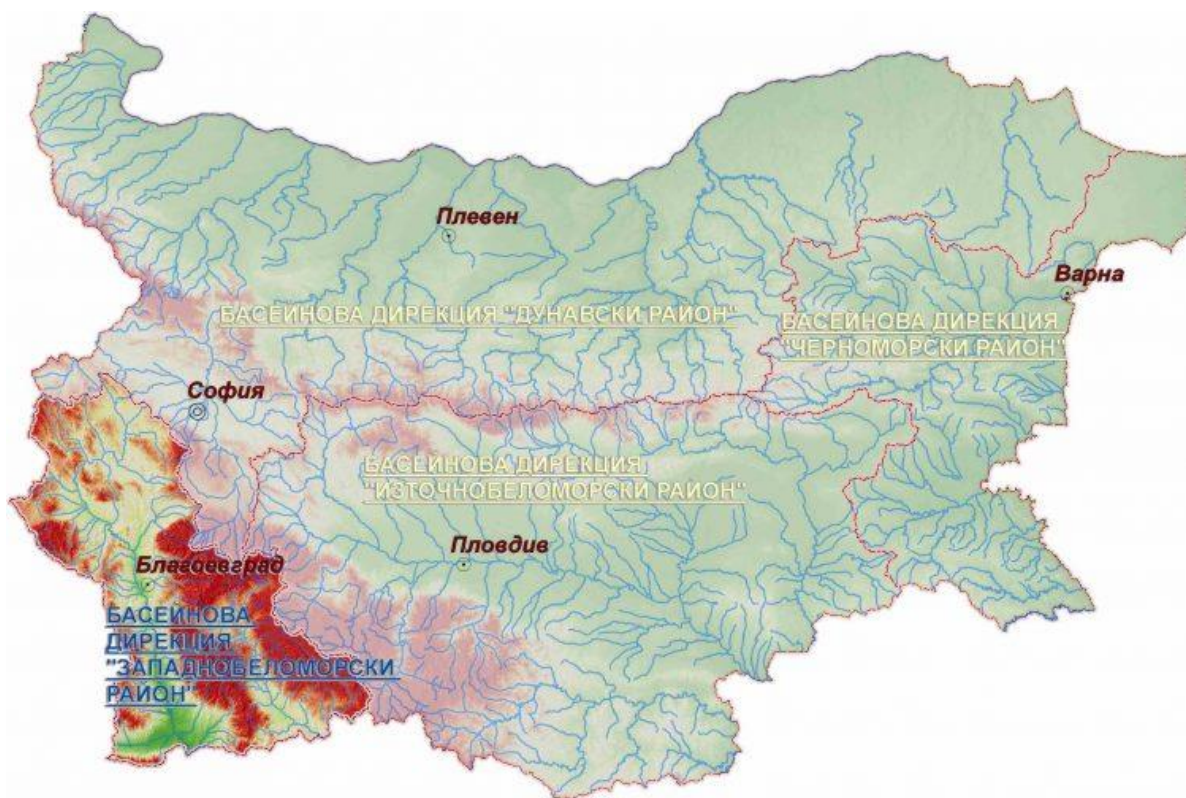 Плевен
Варна
БАСЕЙНОВА ДИРЕКЦИЯ "ДУНАВСКИ РАЙОН"
БАСЕЙНОВА ДИРЕКЦИЯ
"ЧЕРНОМОРСКИ РАЙОН"
София
БАСЕЙНОВА ДИРЕКЦИЯ
"ИЗТОЧНОБЕЛОМОРСКИ РАЙОН"
Пловдив
Благоевград
БАСЕЙНОВА
ДИРЕКЦИЯ
"ЗАПАДНОБЕЛОМОРСКИ
РАЙОН"